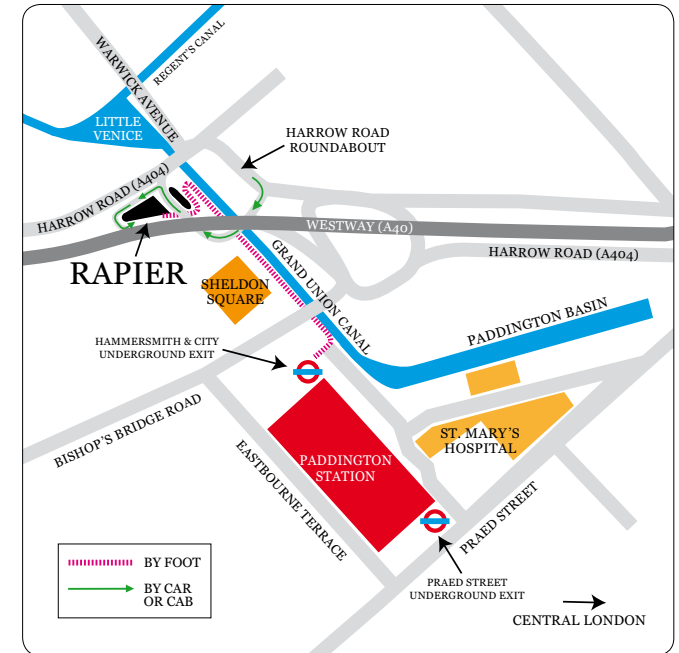 REGENT'S CANAL
WARWICK AVENUE
LITTLE
VENICE
HARROW ROAD
ROUNDABOUT
HARROW ROAD (A404)
WESTWAY (A40)
HARROW ROAD (A404)
RAPIER
SHELDON
SQUARE
GRAND UNION CANAL
PADDINGTON BASIN
HAMMERSMITH & CITY
UNDERGROUND EXIT
BISHOP'S BRIDGE ROAD
ST. MARY'S
HOSPITAL
PADDINGTON
STATION
EASTBOURNE TERRACE
PRAED STREET
BY FOOT
BY CAR
OR CAB
PRAED STREET
UNDERGROUND EXIT
CENTRAL LONDON